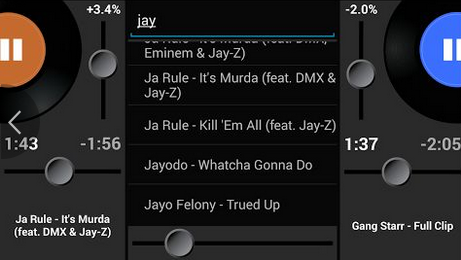 +3.4%
1:43
-1:56
Ja Rule - It's Murda
(feat. DMX & Jay-Z)
jay
Ja Rule - It's Murda (feat. DMX,
Eminem & Jay-Z)
Ja Rule - It's Murda (feat. DMX &
Jay-Z)
Ja Rule - Kill 'Em All (feat. Jay-Z)
Jayodo - Whatcha Gonna Do
Jayo Felony - Trued Up
-2.0%
1:37
-2:05
Gang Starr - Full Clip